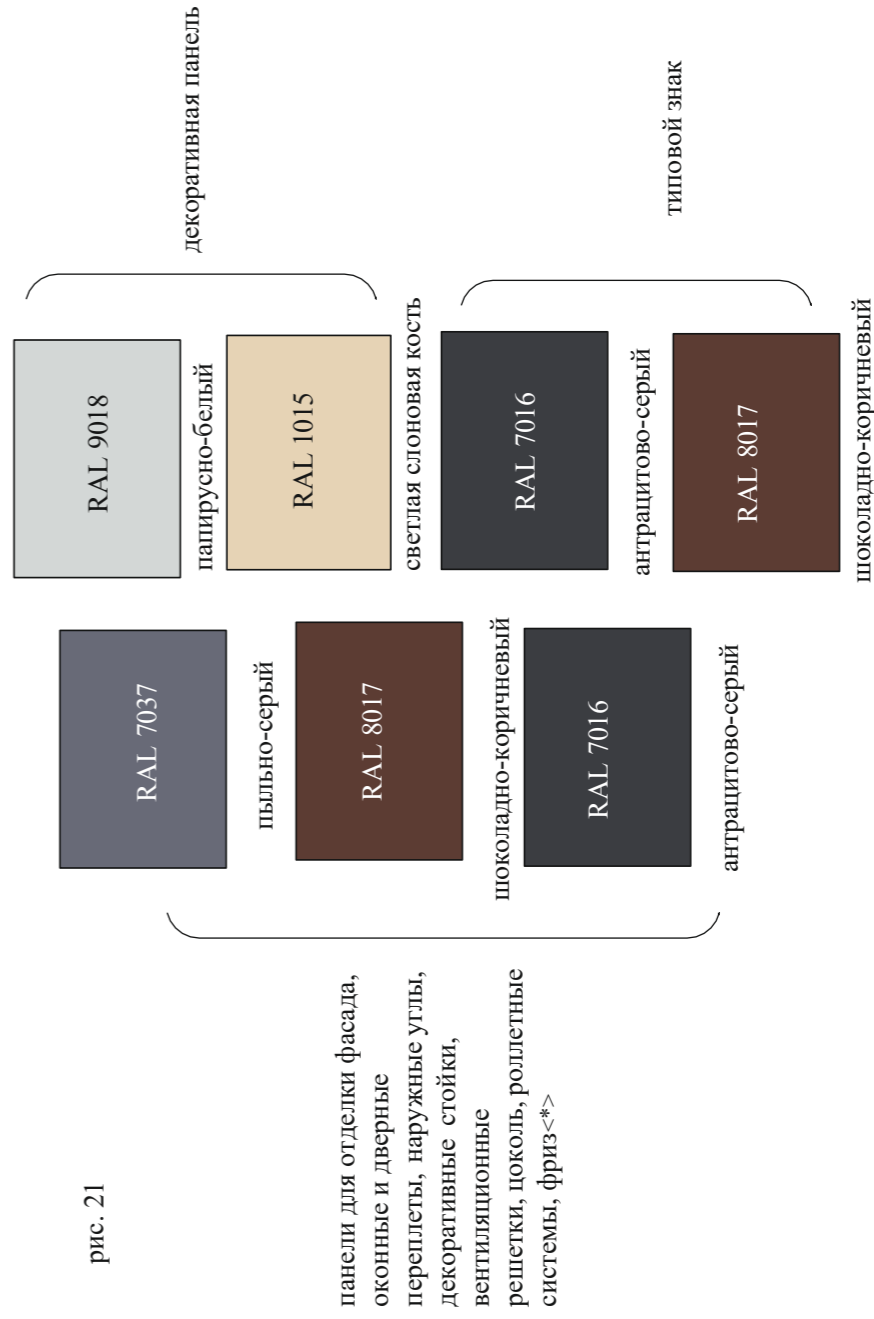 рис. 21
панели для отделки фасада,
оконные и дверные
переплеты, наружные углы,
декоративные стойки,
вентиляционные
решетки, цоколь, роллетные
системы, фриз<*>
RAL 7037
пыльно-серый
RAL 8017
шоколадно-коричневый
RAL 7016
антрацитово-серый
RAL 9018
папирусно-белый
RAL 1015
светлая слоновая кость
декоративная панель
RAL 7016
антрацитово-серый
RAL 8017
шоколадно-коричневый
типовой знак